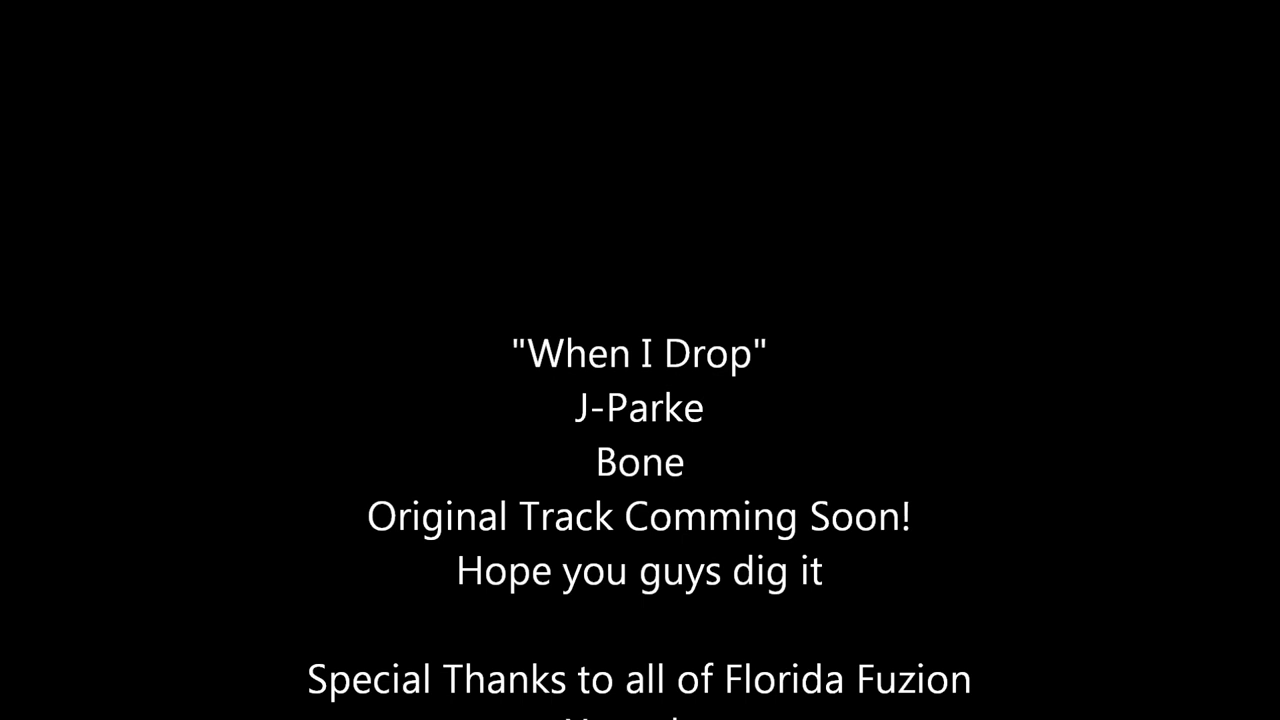 "When I Drop"
J-Parke
Bone
Original Track Comming Soon!
Hope you guys dig it
Special Thanks to all of Florida Fuzion